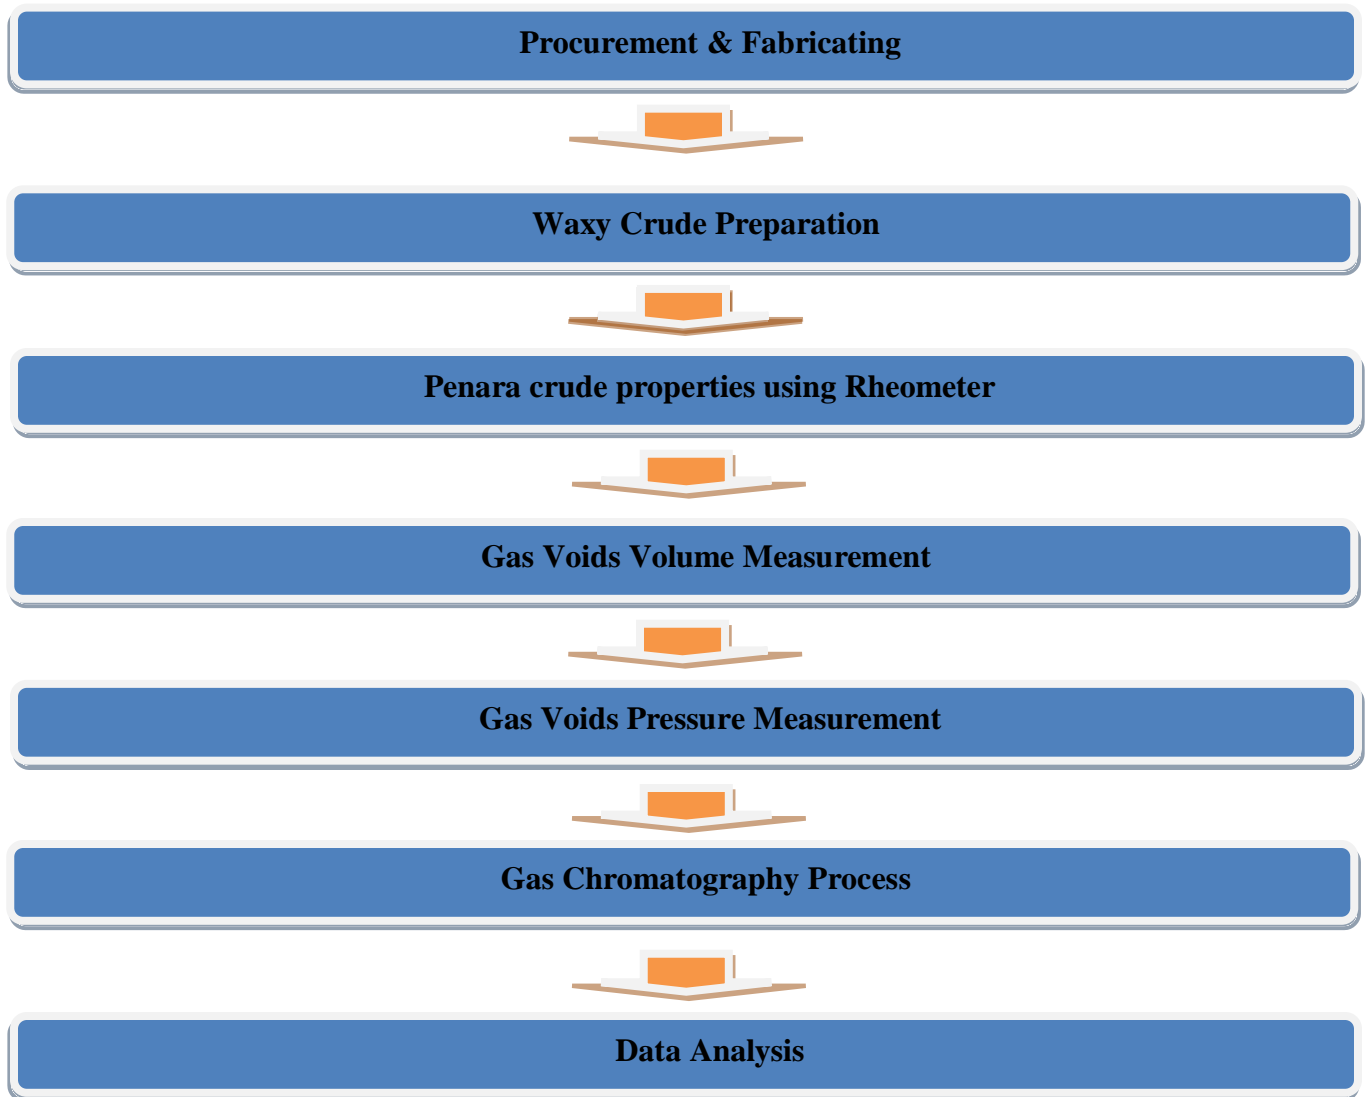 Procurement & Fabricating
Waxy Crude Preparation
Penara crude properties using Rheometer
Gas Voids Volume Measurement
Gas Voids Pressure Measurement
Gas Chromatography Process
Data Analysis